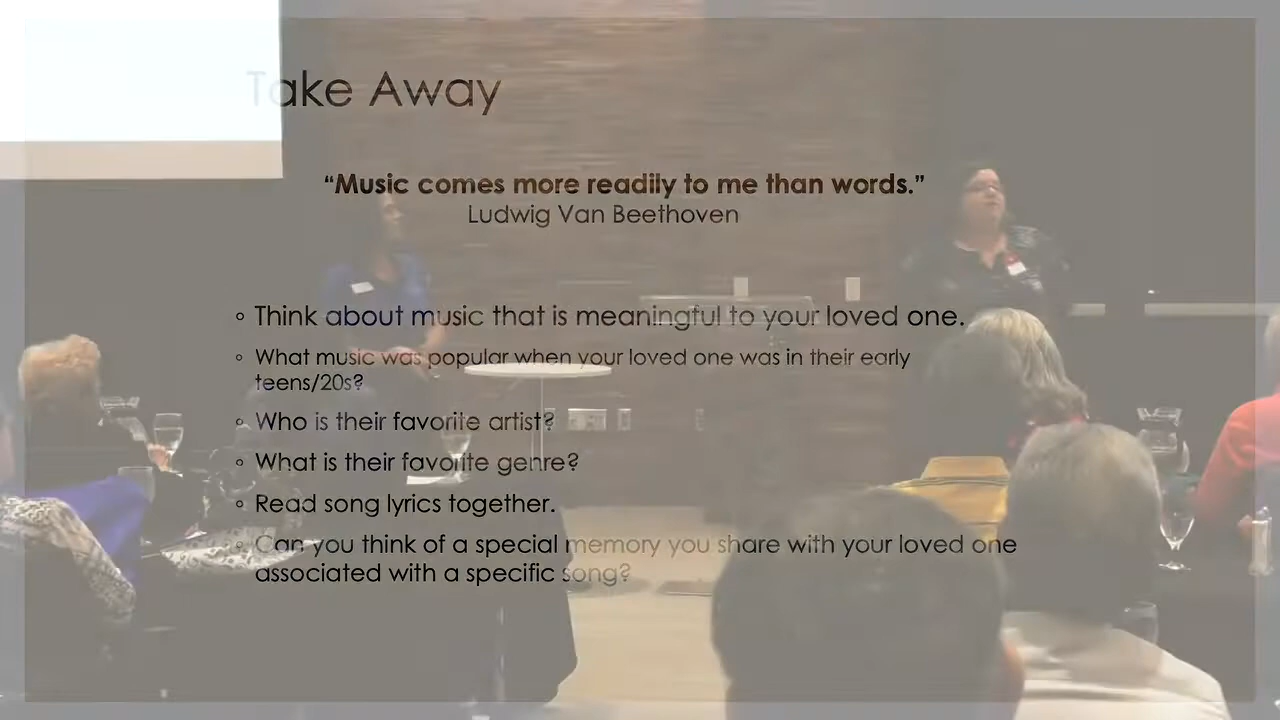 Take Away
“Music comes more readily to me than words.”
Ludwig Van Beethoven
Think about music that is meaningful to your loved one.
What music was popular when your loved one was in their early
teens/20s?
Who is their favorite artist?
What is their favorite genre?
Read song lyrics together.
Can you think of a special memory you share with your loved one
associated with a specific song?